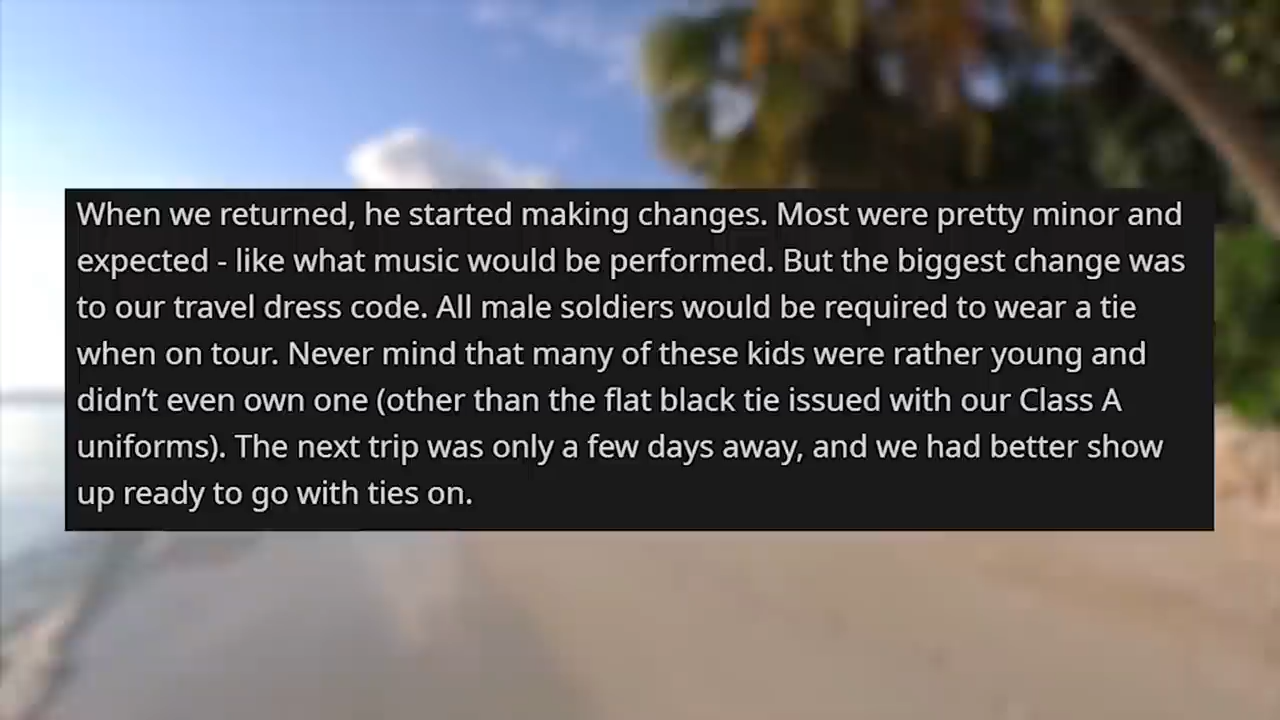 When we returned, he started making changes. Most were pretty minor and
expected - like what music would be performed. But the biggest change was
to our travel dress code. All male soldiers would be required to wear a tie
when on tour. Never mind that many of these kids were rather young and
didn’t even own one (other than the flat black tie issued with our Class A
uniforms). The next trip was only a few days away, and we had better show
up ready to go with ties on.